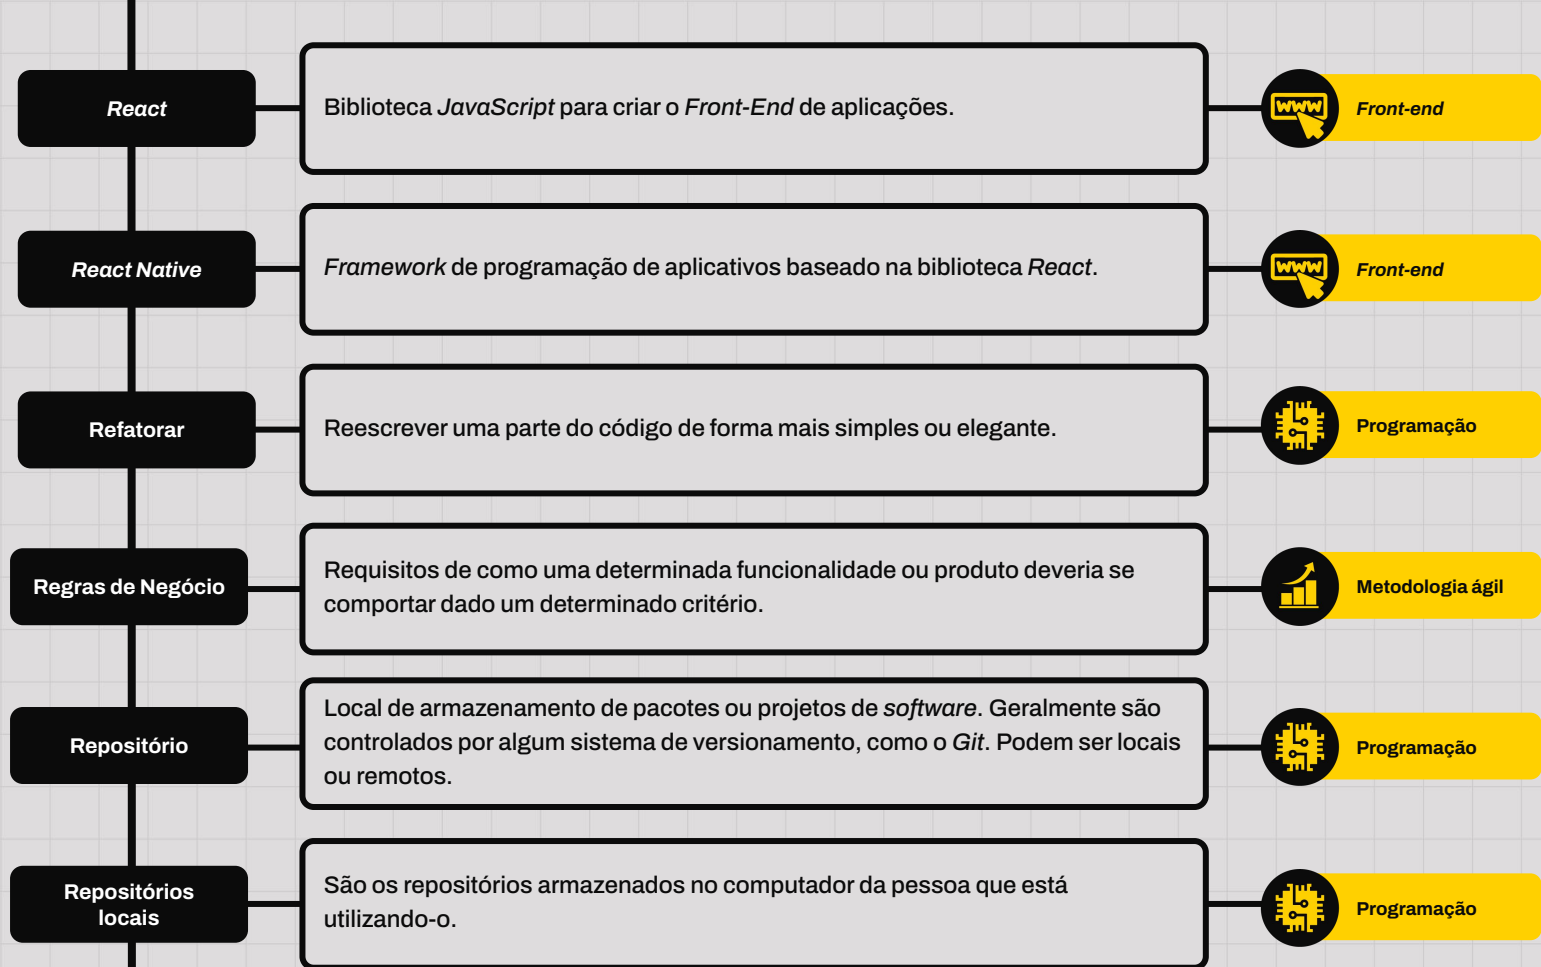 React
Biblioteca JavaScript para criar o Front-End de aplicações.
WWW
Front-end
React Native
Framework de programação de aplicativos baseado na biblioteca React.
WWW
Front-end
Refatorar
Reescrever uma parte do código de forma mais simples ou elegante.
Programação
Regras de Negócio
Requisitos de como uma determinada funcionalidade ou produto deveria se
comportar dado um determinado critério.
Metodologia ágil
Repositório
Local de armazenamento de pacotes ou projetos de software. Geralmente são
controlados por algum sistema de versionamento, como o Git. Podem ser locais
ou remotos.
Programação
Repositórios
locais
São os repositórios armazenados no computador da pessoa que está
utilizando-o.
Programação